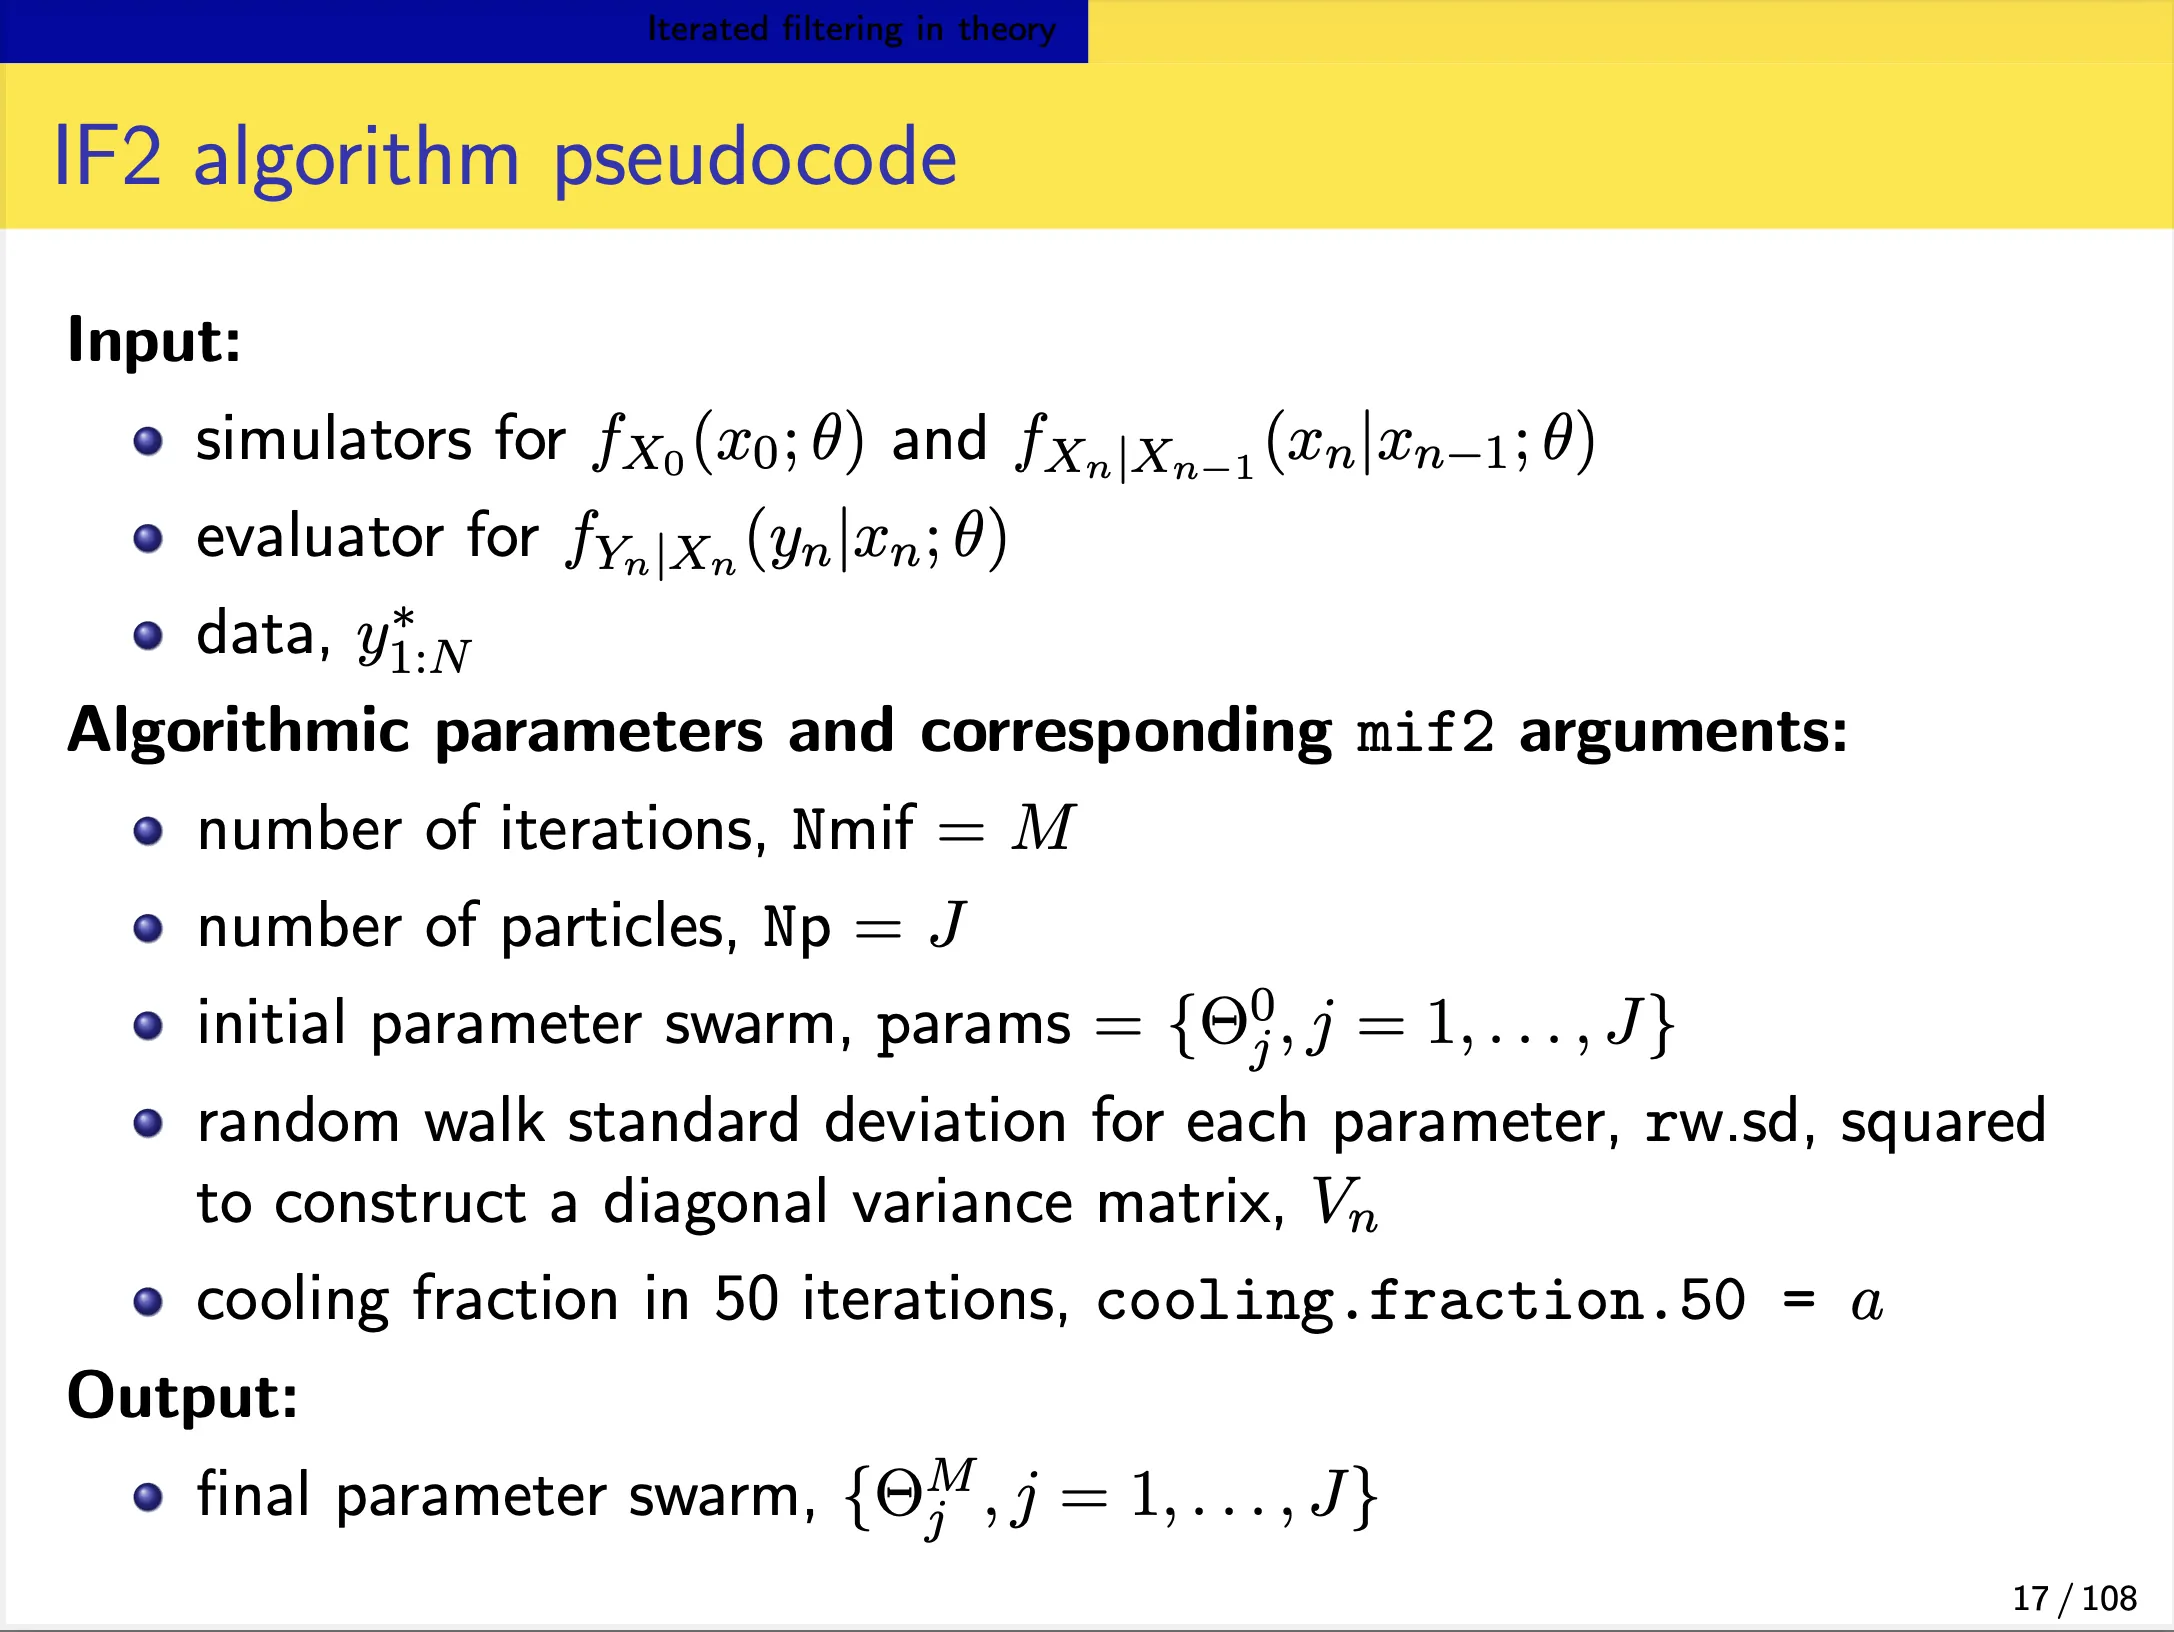 Iterated filtering in theory
IF2 algorithm pseudocode
Input:
simulators for $f_{X_0}(x_0;\theta)$ and $f_{X_n|X_{n-1}}(x_n|x_{n-1};\theta)$
evaluator for $f_{Y_n|X_n}(y_n|x_n;\theta)$
data, $y^*_{1:N}$
Algorithmic parameters and corresponding mif2 arguments:
number of iterations, Nmif = $M$
number of particles, Np = $J$
initial parameter swarm, params = $\{\Theta^0_j, j = 1, \ldots, J\}$
random walk standard deviation for each parameter, rw.sd, squared
to construct a diagonal variance matrix, $V_n$
cooling fraction in 50 iterations, cooling.fraction.50 = $a$
Output:
final parameter swarm, $\{\Theta^M_j, j = 1, \ldots, J\}$
17 / 108